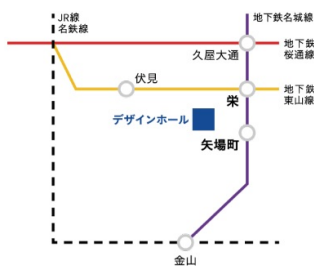 JR線
名鉄線
地下鉄名城線
久屋大通
地下鉄
桜通線
伏見
栄
地下鉄
東山線
デザインホール
矢場町
金山